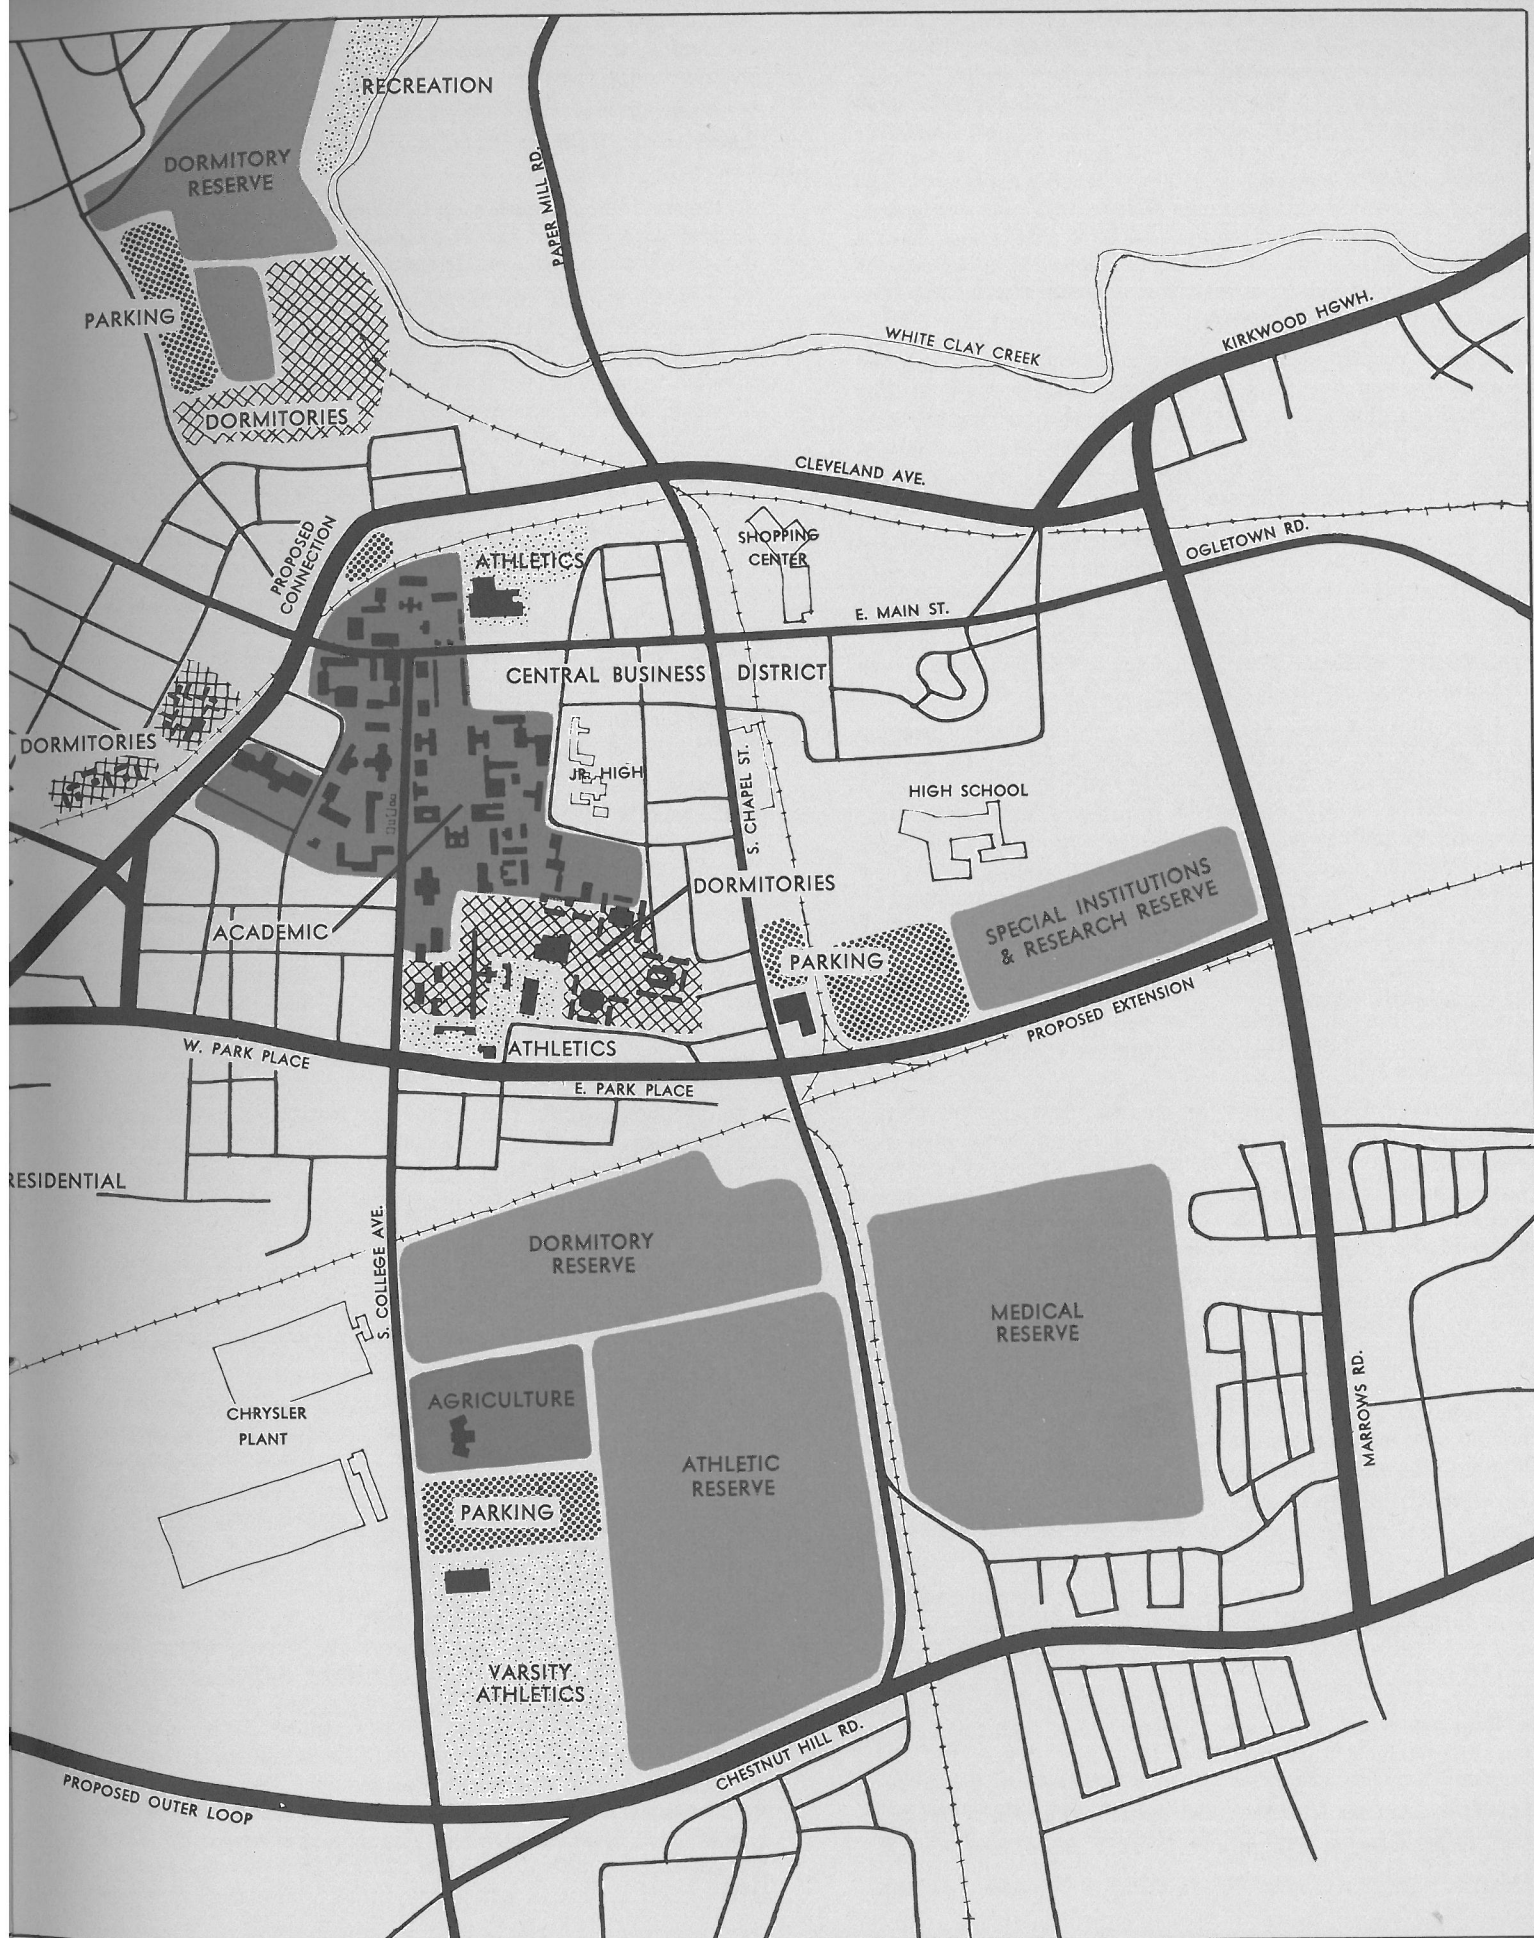 RECREATION
DORMITORY
RESERVE
PAPER MILL RD.
PARKING
KIRKWOOD HGWH.
WHITE CLAY CREEK
DORMITORIES
CLEVELAND AVE.
PROPOSED
CONNECTION
SHOPPING
CENTER
OGLETOWN RD.
ATHLETICS
E. MAIN ST.
CENTRAL BUSINESS DISTRICT
DORMITORIES
JR. HIGH
S. CHAPEL ST.
HIGH SCHOOL
DORMITORIES
SPECIAL INSTITUTIONS
& RESEARCH RESERVE
ACADEMIC
PARKING
PROPOSED EXTENSION
W. PARK PLACE
ATHLETICS
E. PARK PLACE
RESIDENTIAL
S. COLLEGE AVE.
DORMITORY
RESERVE
MEDICAL
RESERVE
CHRYSLER
PLANT
AGRICULTURE
MARROWS RD.
ATHLETIC
RESERVE
PARKING
VARSITY
ATHLETICS
CHESTNUT HILL RD.
PROPOSED OUTER LOOP